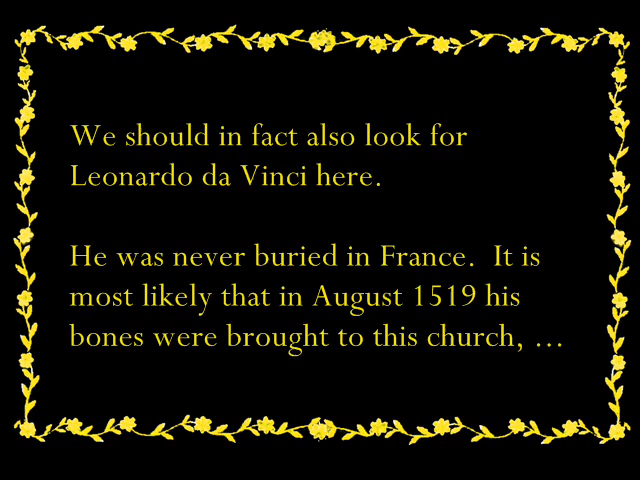 We should in fact also look for
Leonardo da Vinci here.
He was never buried in France.  It is
most likely that in August 1519 his
bones were brought to this church, ...